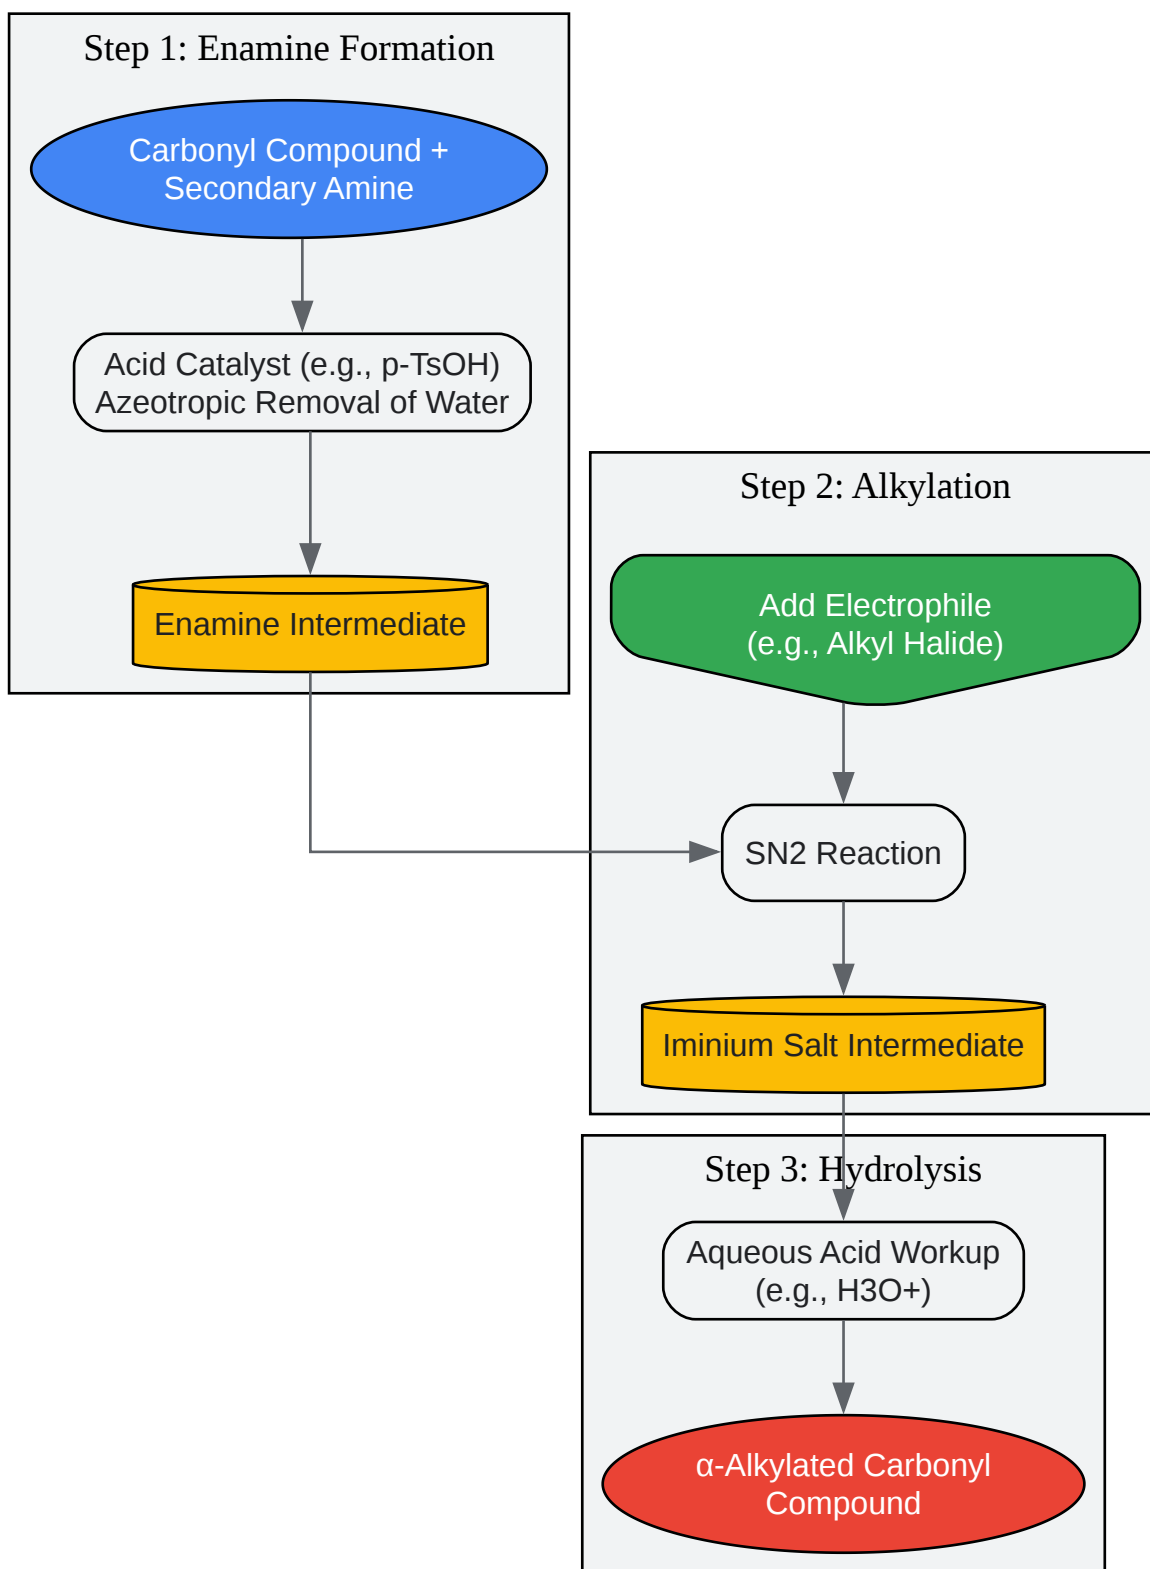 Step 1: Enamine Formation
Carbonyl Compound +
Secondary Amine
Acid Catalyst (e.g., p-TsOH)
Azeotropic Removal of Water
Enamine Intermediate
Step 2: Alkylation
Add Electrophile
(e.g., Alkyl Halide)
SN2 Reaction
Iminium Salt Intermediate
Step 3: Hydrolysis
Aqueous Acid Workup
(e.g., H3O+)
α-Alkylated Carbonyl
Compound